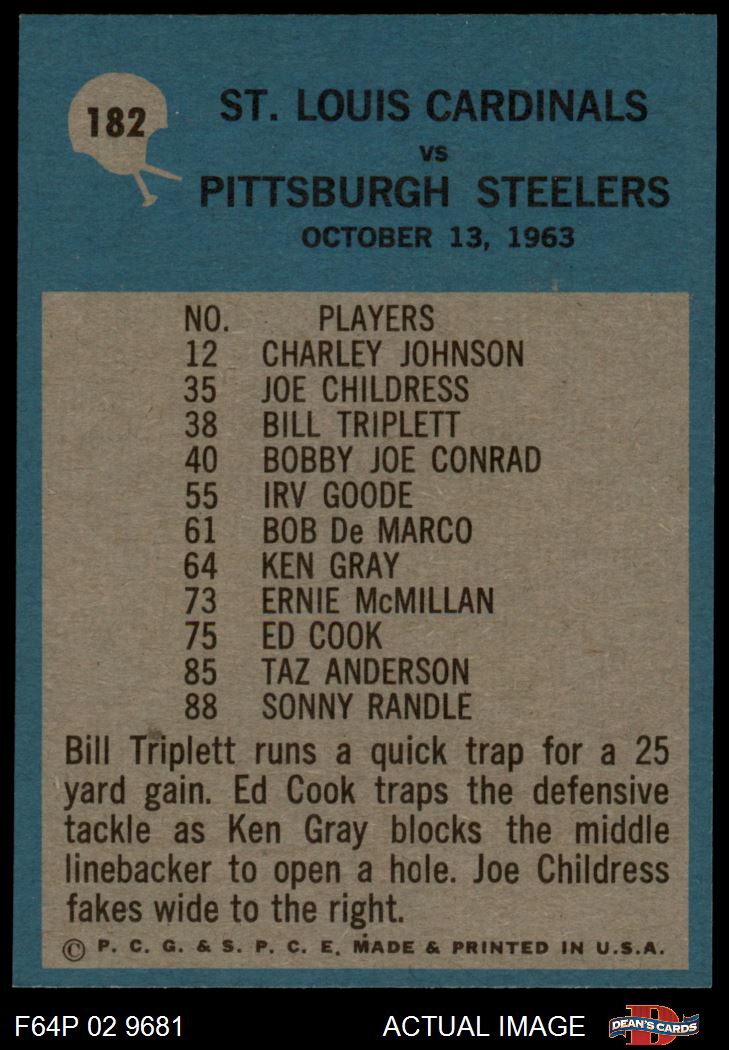 182
ST. LOUIS CARDINALS
VS
PITTSBURGH STEELERS
OCTOBER 13, 1963
NO. PLAYERS
12 CHARLEY JOHNSON
35 JOE CHILDRESS
38 BILL TRIPLETT
40 BOBBY JOE CONRAD
55 IRV GOODE
61 BOB De MARCO
64 KEN GRAY
73 ERNIE McMILLAN
75 ED COOK
85 TAZ ANDERSON
88 SONNY RANDLE
Bill Triplett runs a quick trap for a 25
yard gain. Ed Cook traps the defensive
tackle as Ken Gray blocks the middle
linebacker to open a hole. Joe Childress
fakes wide to the right.
© P. C. G. & S. P. C. E. MADE & PRINTED IN U.S.A.
F64P 02 9681 ACTUAL IMAGE D DEAN'S CARDS